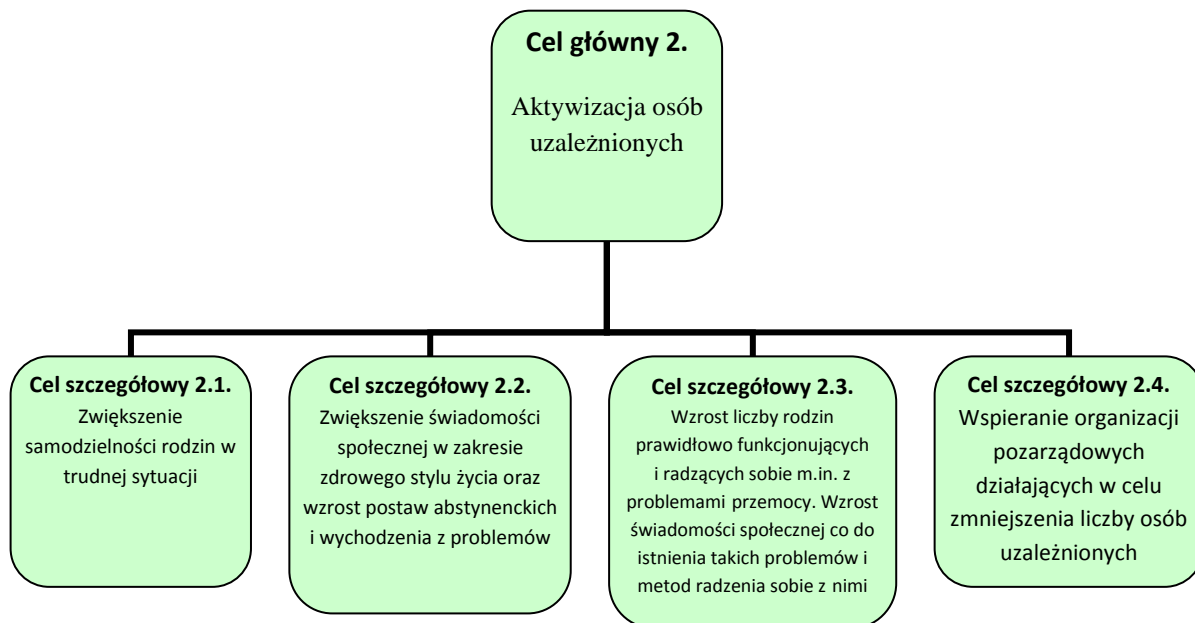 Cel główny 2.
Aktywizacja osób
uzależnionych
Cel szczegółowy 2.1.
Zwiększenie
samodzielności rodzin w
trudnej sytuacji
Cel szczegółowy 2.2.
Zwiększenie świadomości
społecznej w zakresie
zdrowego stylu życia oraz
wzrost postaw abstynenckich
i wychodzenia z problemów
Cel szczegółowy 2.3.
Wzrost liczby rodzin
prawidłowo funkcjonujących
i radzących sobie m.in. z
problemami przemocy. Wzrost
świadomości społecznej co do
istnienia takich problemów i
metod radzenia sobie z nimi
Cel szczegółowy 2.4.
Wspieranie organizacji
pozarządowych
działających w celu
zmniejszenia liczby osób
uzależnionych